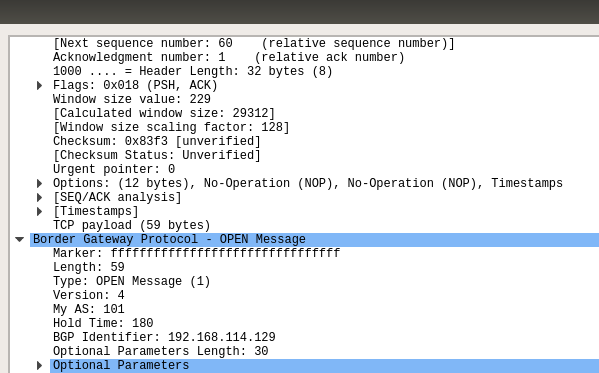 [Next sequence number: 60    (relative sequence number)]
Acknowledgment number: 1    (relative ack number)
1000 .... = Header Length: 32 bytes (8)
Flags: 0x018 (PSH, ACK)
Window size value: 229
[Calculated window size: 29312]
[Window size scaling factor: 128]
Checksum: 0x83f3 [unverified]
[Checksum Status: Unverified]
Urgent pointer: 0
Options: (12 bytes), No-Operation (NOP), No-Operation (NOP), Timestamps
[SEQ/ACK analysis]
[Timestamps]
TCP payload (59 bytes)
Border Gateway Protocol - OPEN Message
Marker: ffffffffffffffffffffffffffffffff
Length: 59
Type: OPEN Message (1)
Version: 4
My AS: 101
Hold Time: 180
BGP Identifier: 192.168.114.129
Optional Parameters Length: 30
Optional Parameters